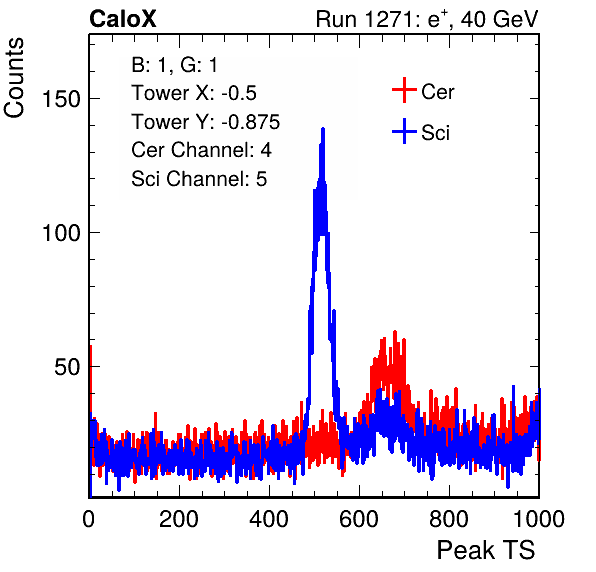 CaloX Run 1271: e⁺, 40 GeV
Counts
B: 1, G: 1
Tower X: -0.5
Tower Y: -0.875
Cer Channel: 4
Sci Channel: 5
Cer
Sci
150
100
50
0 200 400 600 800 1000
Peak TS